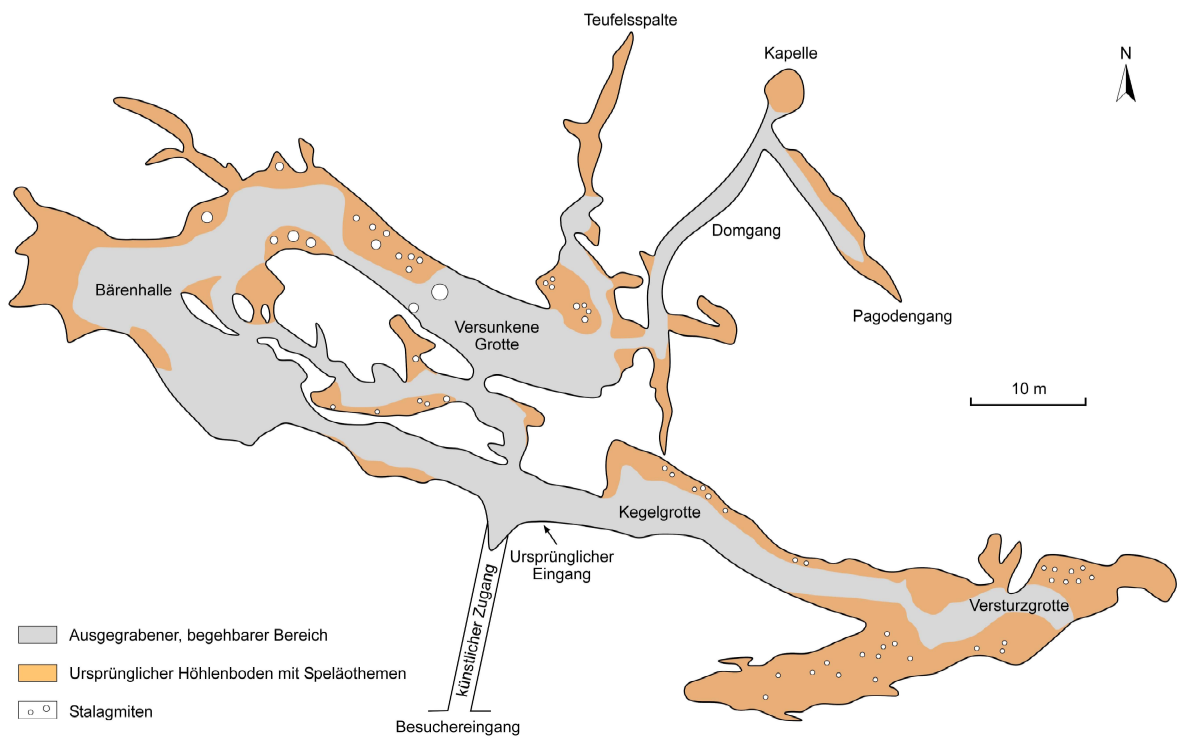 Teufelsspalte
Kapelle
N
Domgang
Bärenhalle
Pagodengang
Versunkene
Grotte
10 m
Kegelgrotte
Ursprünglicher
Eingang
künstlicher Zugang
Versturzgrotte
Ausgegrabener, begehbarer Bereich
Ursprünglicher Höhlenboden mit Speläothemen
Stalagmiten
Besuchereingang